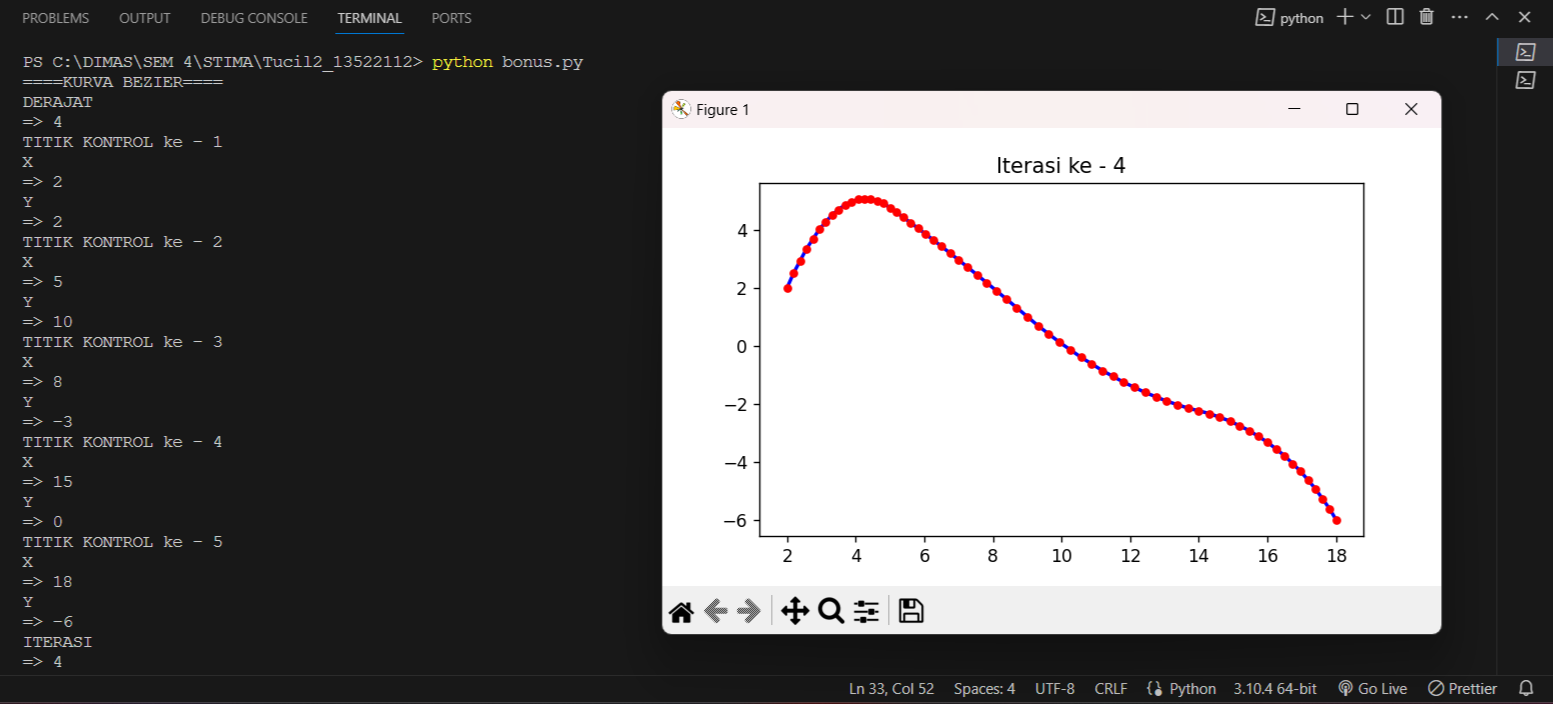 PROBLEMS OUTPUT DEBUG CONSOLE TERMINAL PORTS python
PS C:\DIMAS\SEM 4\STIMA\Tucil2_13522112> python bonus.py
====KURVA BEZIER====
DERAJAT
=> 4
TITIK KONTROL ke - 1
X
=> 2
Y
=> 2
TITIK KONTROL ke - 2
X
=> 5
Y
=> 10
TITIK KONTROL ke - 3
X
=> 8
Y
=> -3
TITIK KONTROL ke - 4
X
=> 15
Y
=> 0
TITIK KONTROL ke - 5
X
=> 18
Y
=> -6
ITERASI
=> 4
Figure 1
Iterasi ke - 4
4
2
0
−2
−4
−6
2 4 6 8 10 12 14 16 18
Ln 33, Col 52 Spaces: 4 UTF-8 CRLF Python 3.10.4 64-bit Go Live Prettier